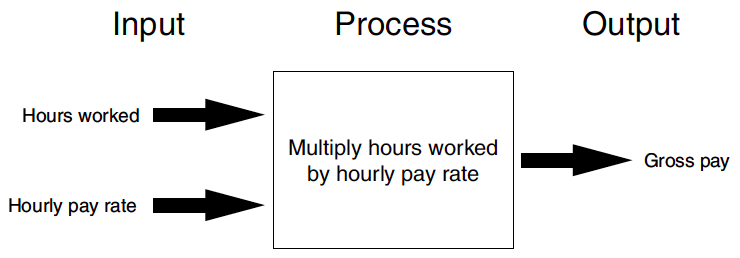 Input
Process
Output
Hours worked
Hourly pay rate
Multiply hours worked
by hourly pay rate
Gross pay